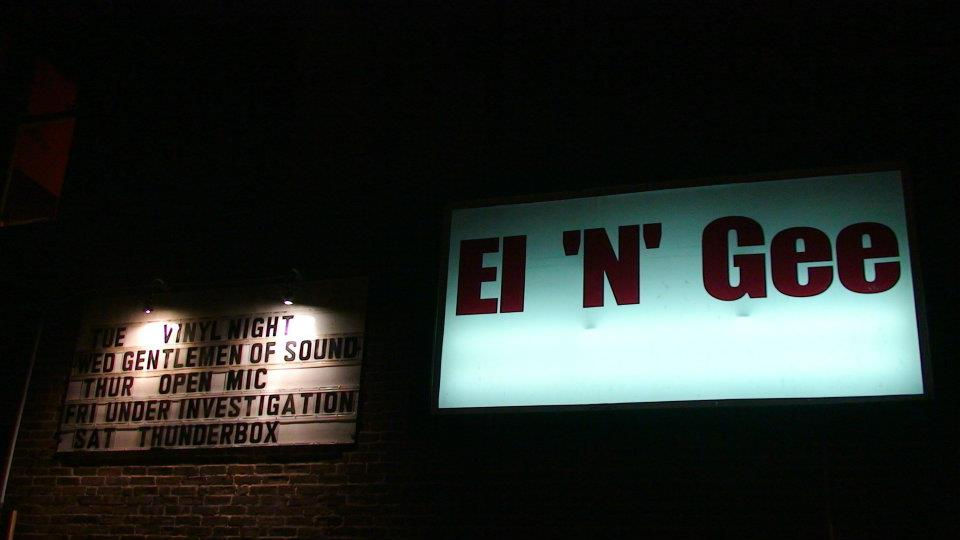 TUE VINYL NIGHT
WED GENTLEMEN OF SOUND
THUR OPEN MIC
FRI UNDER INVESTIGATION
SAT THUNDERBOX
El 'N' Gee